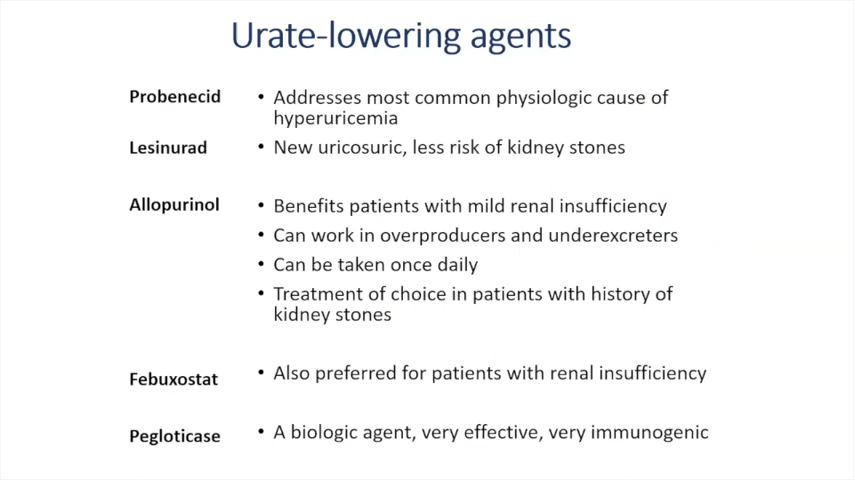 Urate-lowering agents
Probenecid • Addresses most common physiologic cause of
hyperuricemia
Lesinurad • New uricosuric, less risk of kidney stones
Allopurinol • Benefits patients with mild renal insufficiency
• Can work in overproducers and underexcreters
• Can be taken once daily
• Treatment of choice in patients with history of
kidney stones
Febuxostat • Also preferred for patients with renal insufficiency
Pegloticase • A biologic agent, very effective, very immunogenic